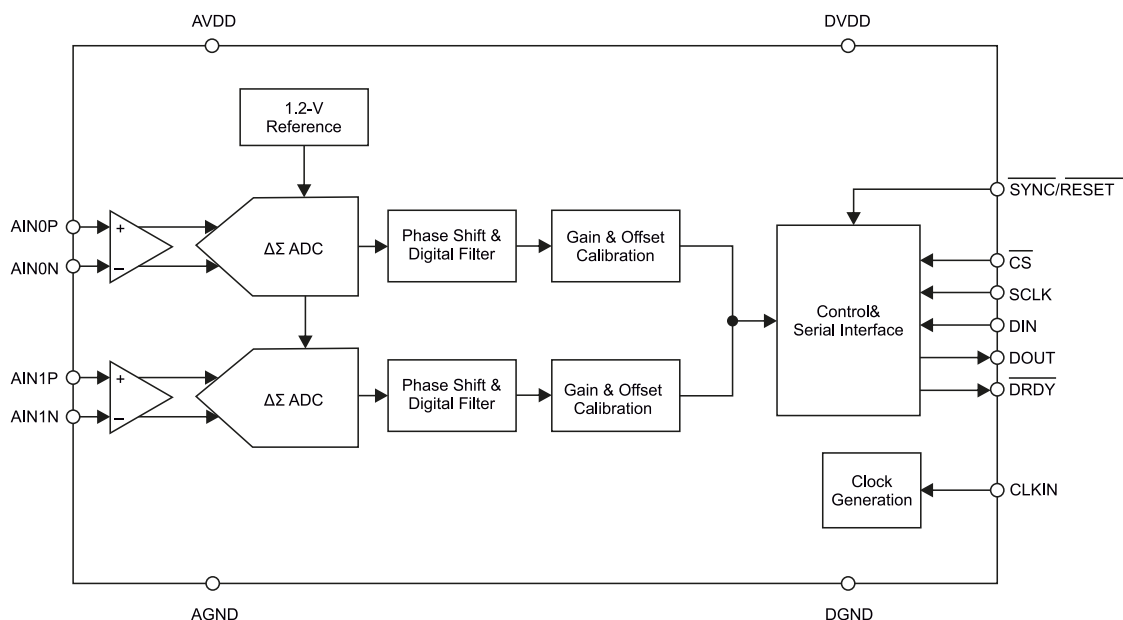 AVDD
DVDD
1.2-V
Reference
SYNC/RESET
AIN0P
+
AIN0N
–
ΔΣ ADC
Phase Shift &
Digital Filter
Gain & Offset
Calibration
CS
SCLK
Control&
Serial Interface
DIN
DOUT
DRDY
AIN1P
+
AIN1N
–
ΔΣ ADC
Phase Shift &
Digital Filter
Gain & Offset
Calibration
Clock
Generation
CLKIN
AGND
DGND